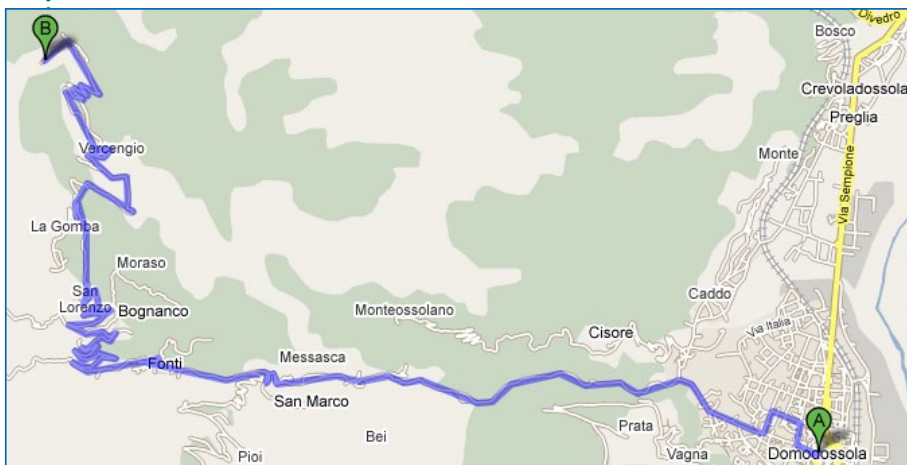 B
Divedro
Bosco
Crevoladossola
Preglia
Vercengio
Monte
Via Sempione
La Gomba
Moraso
San
Lorenzo
Bognanco
Caddo
Monteossolano
Cisore
Via Italia
Fonti
Messasca
San Marco
A
Prata
Bei
Pioi
Vagna
Domodossola